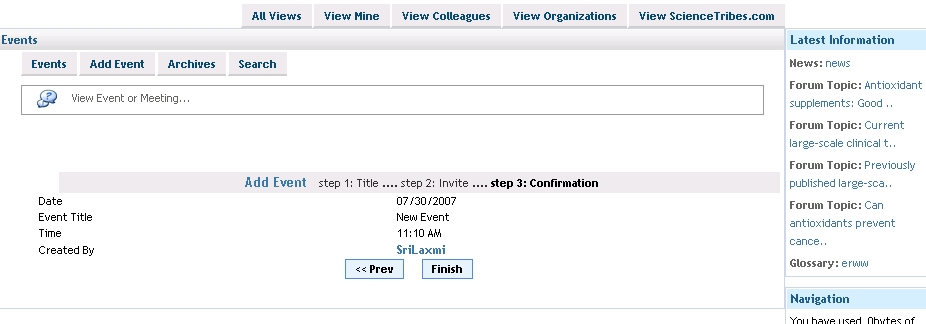 All Views View Mine View Colleagues View Organizations View ScienceTribes.com
Events
Events Add Event Archives Search
View Event or Meeting...
Add Event step 1: Title .... step 2: Invite .... step 3: Confirmation
Date 07/30/2007
Event Title New Event
Time 11:10 AM
Created By SriLaxmi
<< Prev Finish
Latest Information
News: news
Forum Topic: Antioxidant
supplements: Good ..
Forum Topic: Current
large-scale clinical t..
Forum Topic: Previously
published large-sca..
Forum Topic: Can
antioxidants prevent
cance..
Glossary: erww
Navigation
You have used 0bytes of